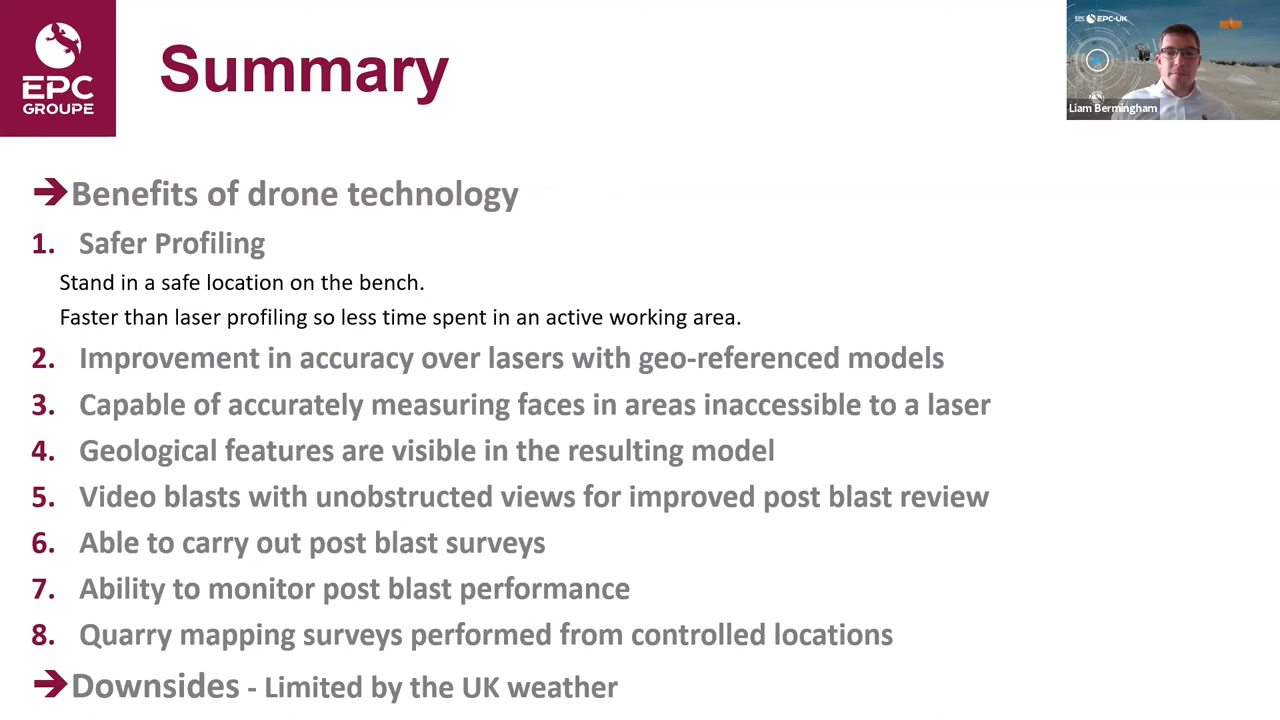 EPC
GROUPE
Summary
EPC-UK
Liam Bermingham
Benefits of drone technology
1. Safer Profiling
Stand in a safe location on the bench.
Faster than laser profiling so less time spent in an active working area.
2. Improvement in accuracy over lasers with geo-referenced models
3. Capable of accurately measuring faces in areas inaccessible to a laser
4. Geological features are visible in the resulting model
5. Video blasts with unobstructed views for improved post blast review
6. Able to carry out post blast surveys
7. Ability to monitor post blast performance
8. Quarry mapping surveys performed from controlled locations
Downsides - Limited by the UK weather